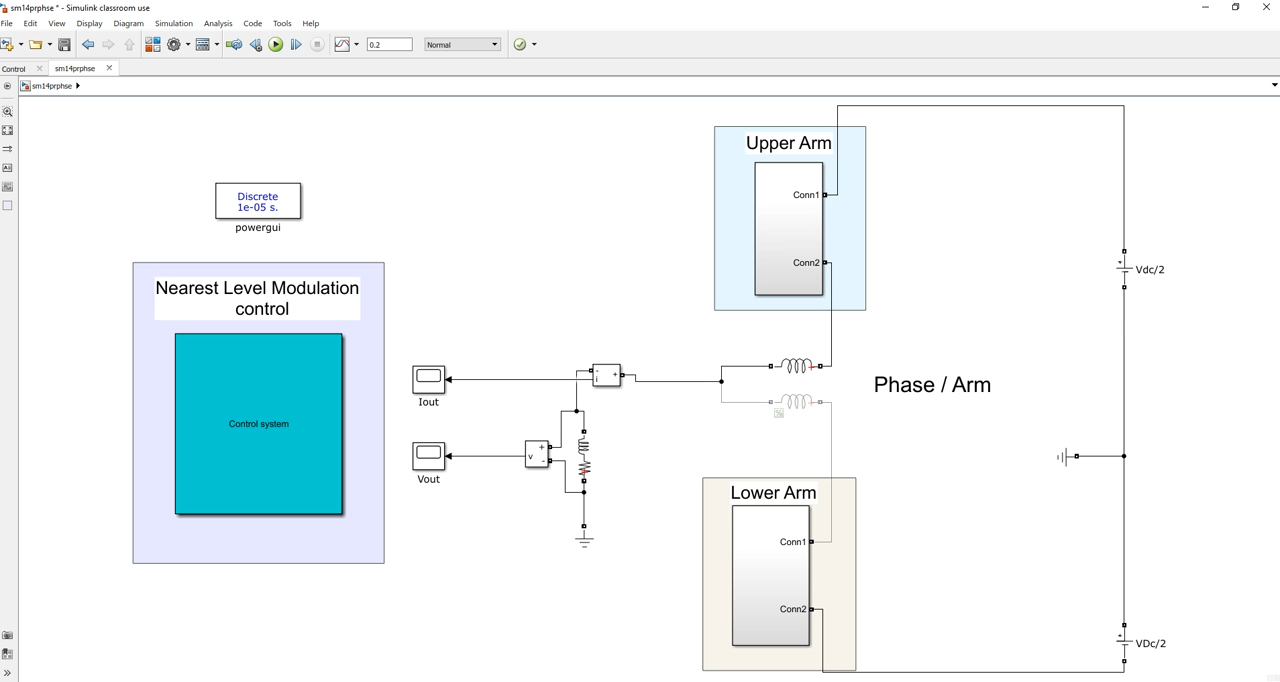 sm14prphse * - Simulink classroom use
File Edit View Display Diagram Simulation Analysis Code Tools Help
0.2 Normal
Control sm14prphse
sm14prphse
Upper Arm
Conn1
Discrete
1e-05 s.
powergui
Conn2
Vdc/2
Nearest Level Modulation
control
i
Iout
Phase / Arm
Control system
v
Vout
Lower Arm
Conn1
Conn2
VDc/2